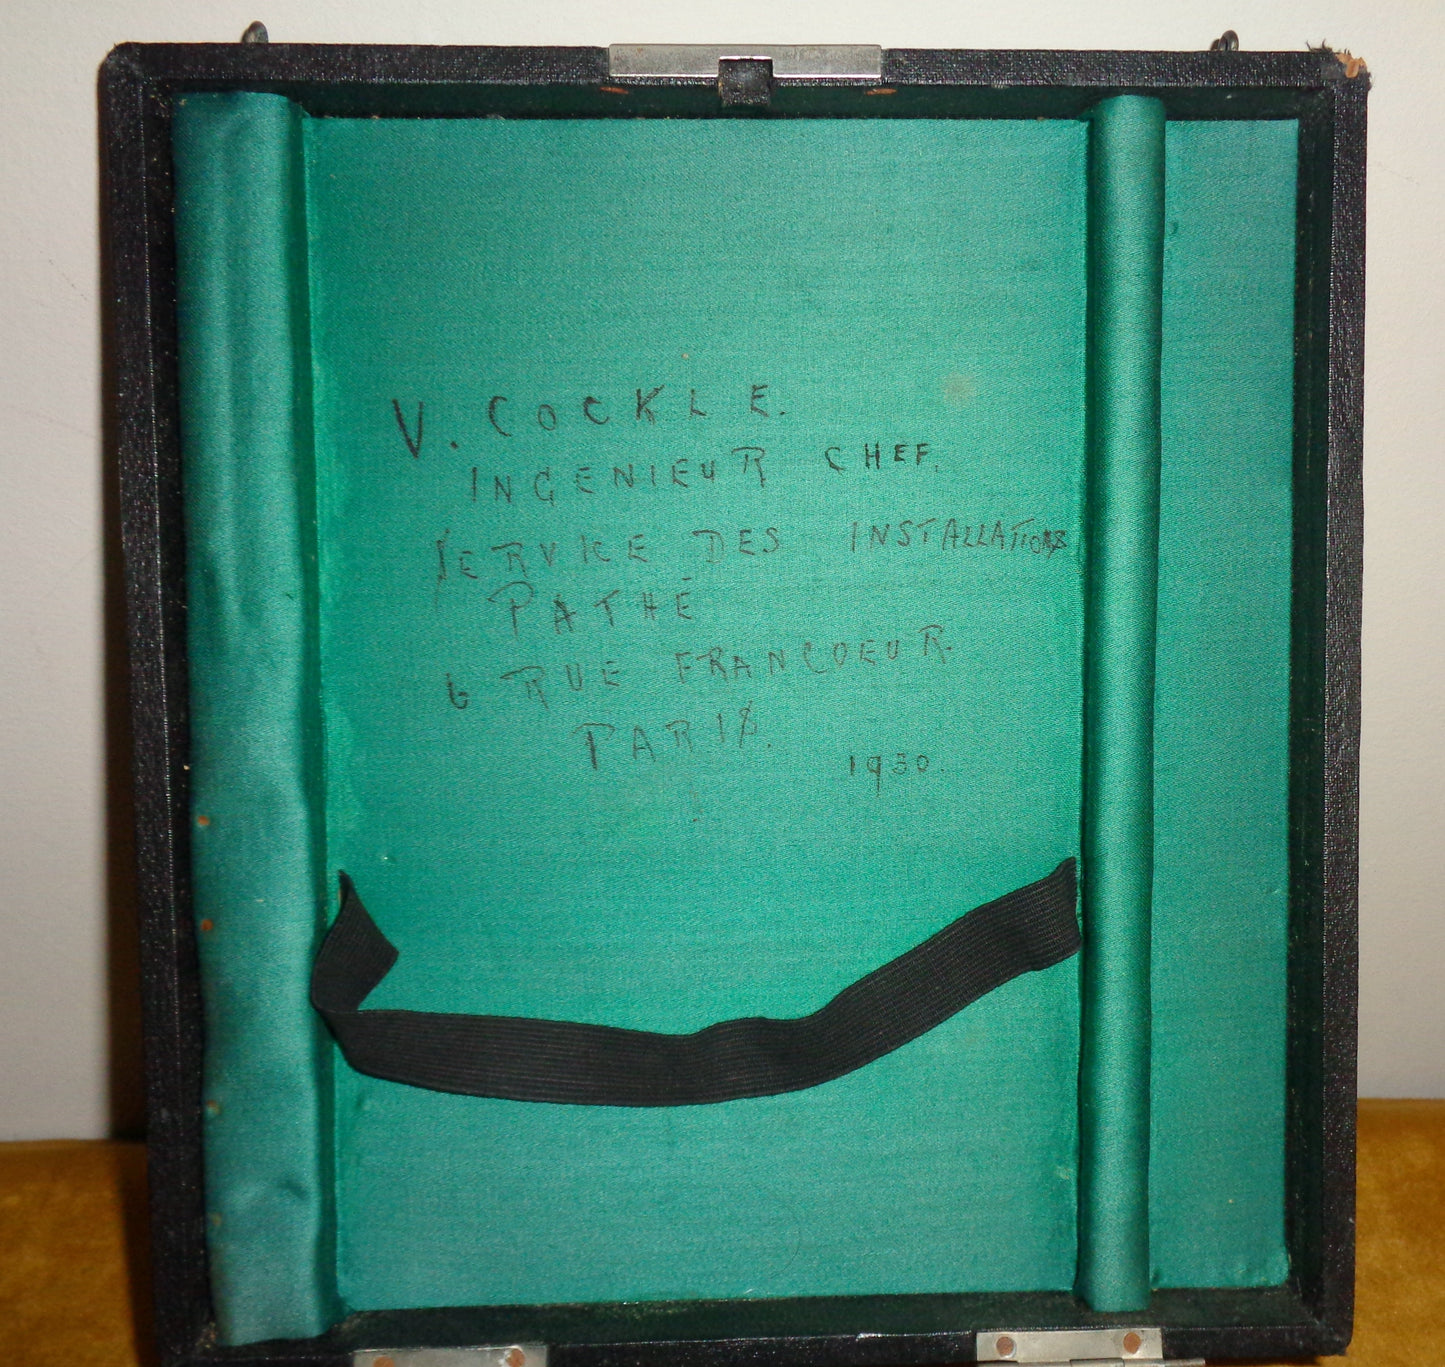 V. COCKLE.
INGENIEUR CHEF.
SERVICE DES INSTALLATIONS
PATHÉ
6 RUE FRANCOEUR.
PARIS.
1930.